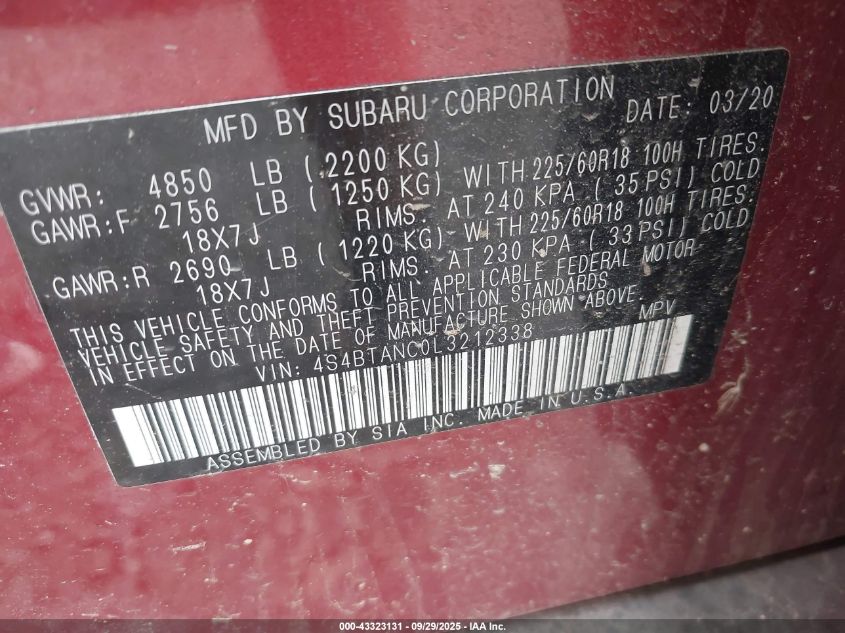 MFD BY SUBARU CORPORATION DATE: 03/20
GVWR: 4850 LB ( 2200 KG)
GAWR:F 2756 LB ( 1250 KG) WITH 225/60R18 100H TIRES.
18X7J RIMS. AT 240 KPA ( 35 PSI) COLD
GAWR:R 2690 LB ( 1220 KG) WITH 225/60R18 100H TIRES.
18X7J RIMS. AT 230 KPA ( 33 PSI) COLD
THIS VEHICLE CONFORMS TO ALL APPLICABLE FEDERAL MOTOR
VEHICLE SAFETY AND THEFT PREVENTION STANDARDS
IN EFFECT ON THE DATE OF MANUFACTURE SHOWN ABOVE.
VIN: 4S4BTANC0L3212338 MPV
ASSEMBLED BY SIA INC. MADE IN U.S.A.
000-43323131 - 09/29/2025 - IAA Inc.